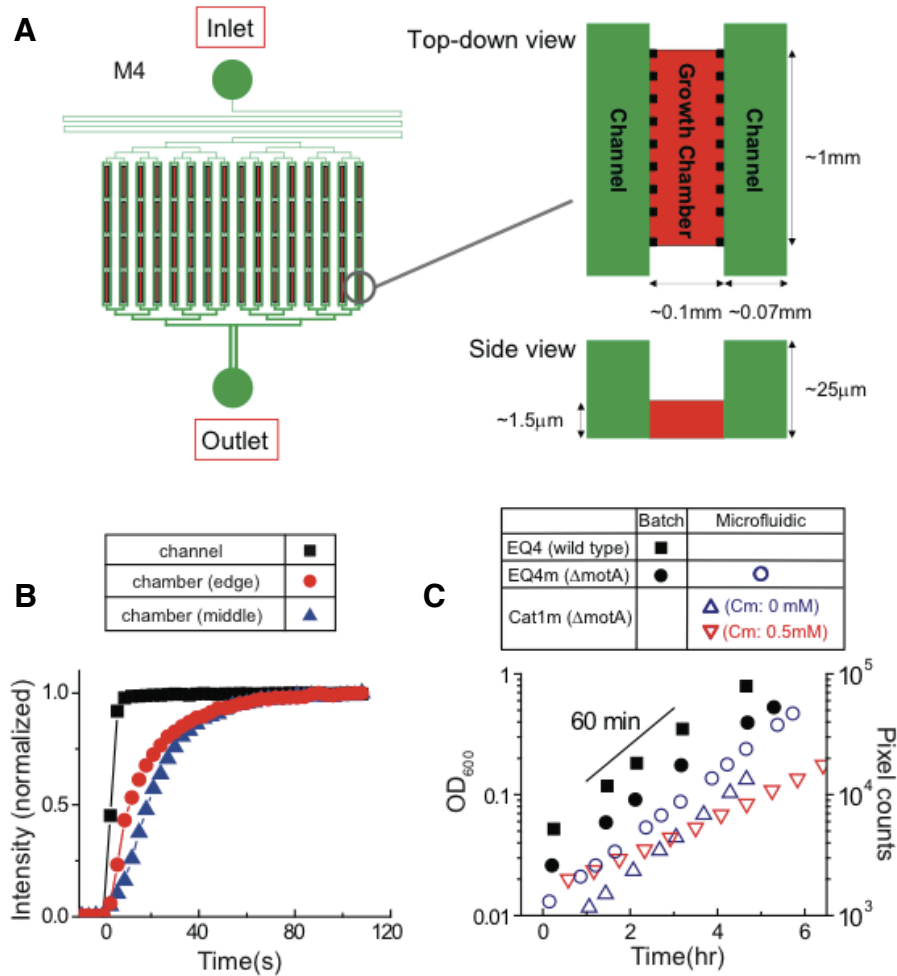 A
Inlet
M4
Outlet
Top-down view
Channel
Growth Chamber
Channel
~1mm
~0.1mm ~0.07mm
Side view
~25μm
~1.5μm
B
channel
chamber (edge)
chamber (middle)
Intensity (normalized)
1.0
0.5
0.0
0 40 80 120
Time(s)
C
Batch Microfluidic
EQ4 (wild type)
EQ4m (ΔmotA)
Cat1m (ΔmotA)
(Cm: 0 mM)
(Cm: 0.5mM)
60 min
OD600
1
0.1
0.01
Pixel counts
10^5
10^4
10^3
0 2 4 6
Time(hr)